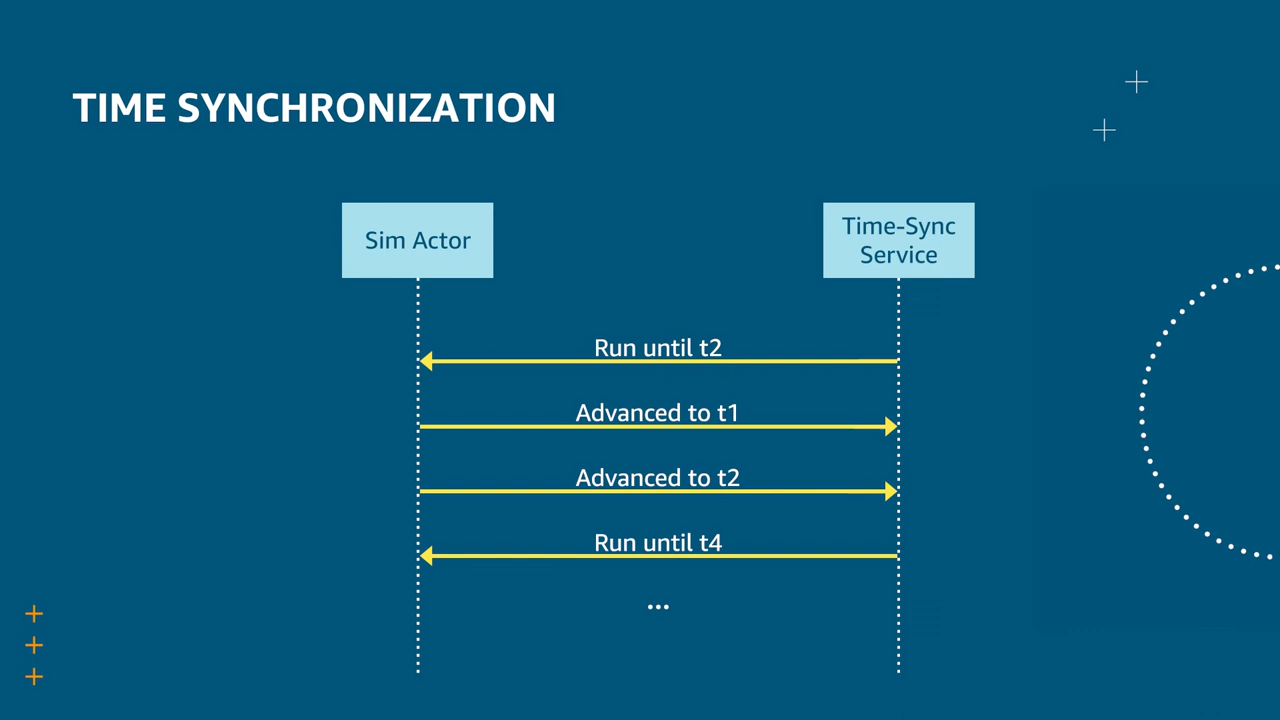 TIME SYNCHRONIZATION
Sim Actor
Time-Sync
Service
Run until t2
Advanced to t1
Advanced to t2
Run until t4
...